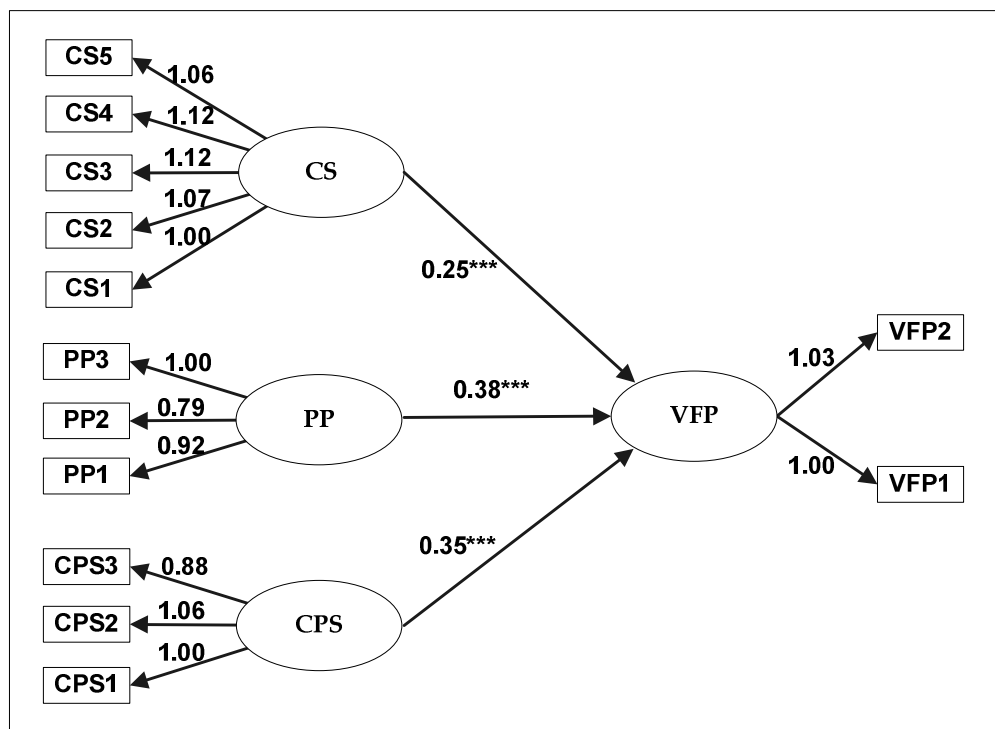 CS5
1.06
CS4
1.12
CS3
1.12
CS2
1.07
CS1
1.00
CS
0.25***
PP3
1.00
PP2
0.79
PP1
0.92
PP
0.38***
CPS3
0.88
CPS2
1.06
CPS1
1.00
CPS
0.35***
VFP
1.03
VFP2
1.00
VFP1